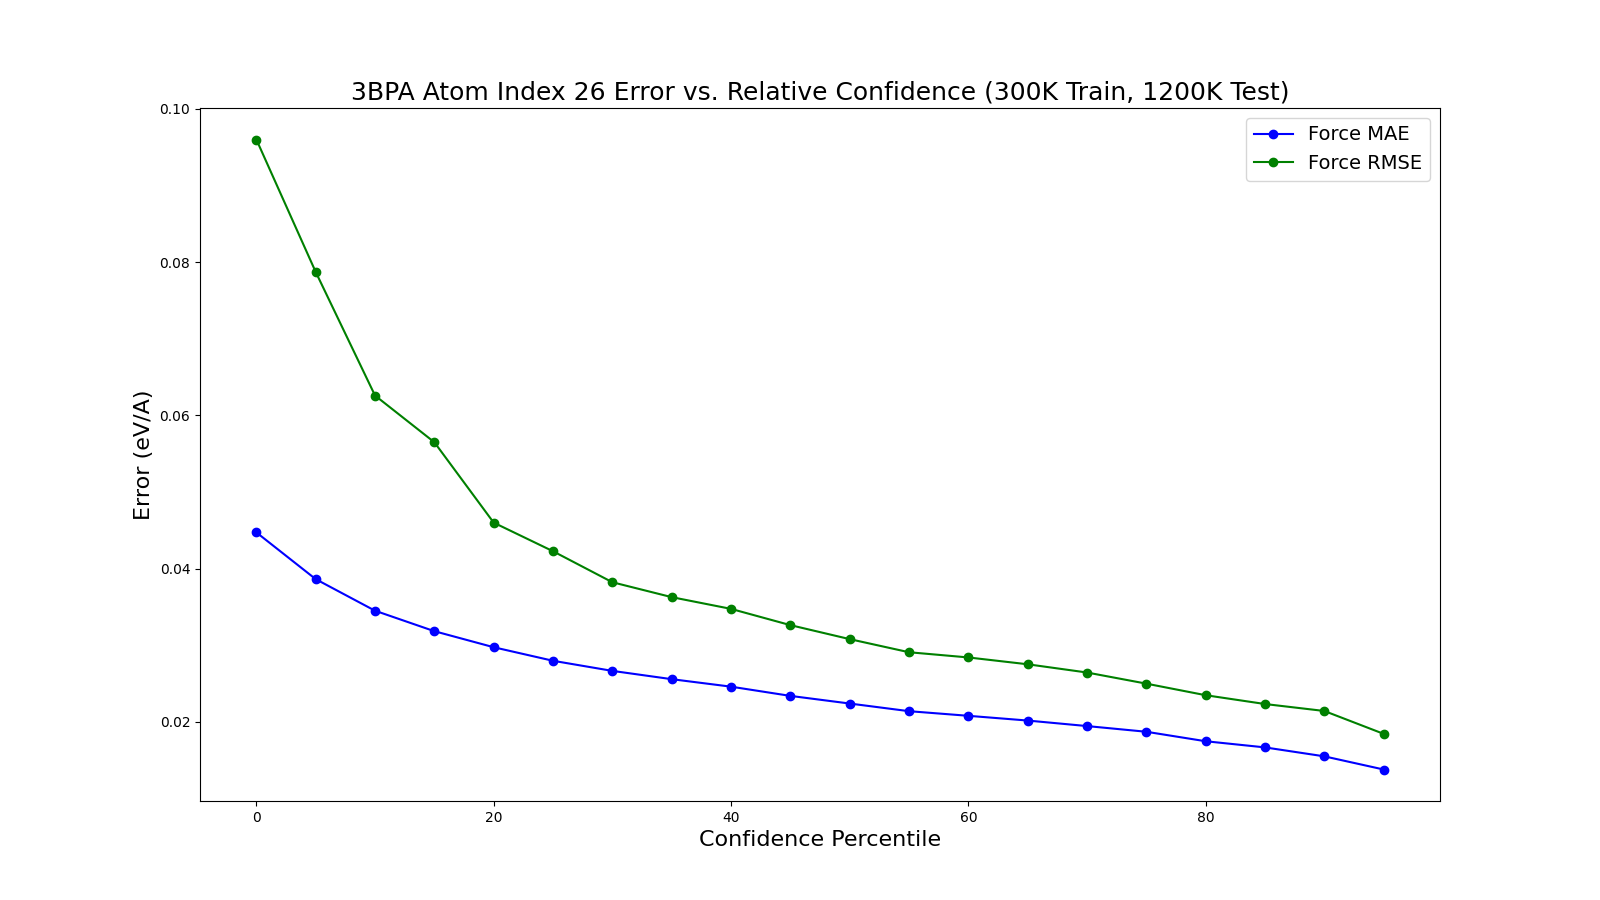 3BPA Atom Index 26 Error vs. Relative Confidence (300K Train, 1200K Test)
Force MAE
Force RMSE
Error (eV/A)
0.10
0.08
0.06
0.04
0.02
0 20 40 60 80
Confidence Percentile